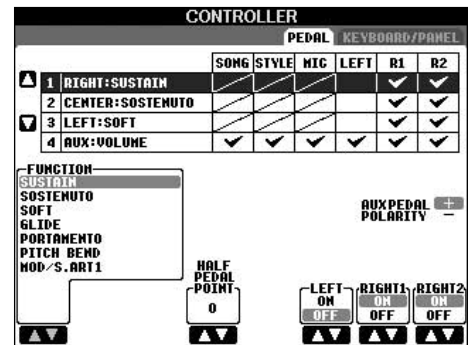 CONTROLLER
PEDAL KEYBOARD/PANEL
SONG STYLE MIC LEFT R1 R2
1 RIGHT:SUSTAIN
2 CENTER:SOSTENUTO
3 LEFT:SOFT
4 AUX:VOLUME
FUNCTION
SUSTAIN
SOSTENUTO
SOFT
GLIDE
PORTAMENTO
PITCH BEND
MOD/S.ART1
AUX PEDAL +
POLARITY −
HALF
PEDAL
POINT
0
LEFT RIGHT1 RIGHT2
ON ON ON
OFF OFF OFF